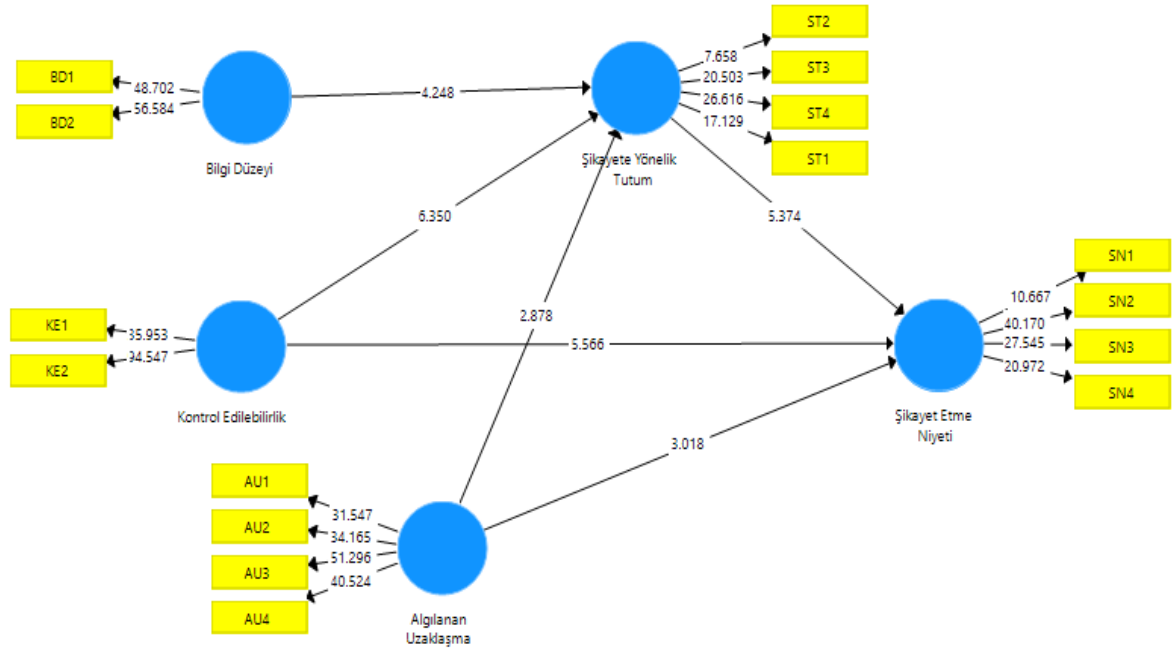 ST2
7.658
ST3
20.503
ST4
26.616
ST1
17.129
BD1
48.702
BD2
56.584
4.248
Bilgi Düzeyi
Şikayete Yönelik
Tutum
6.350
5.374
2.878
SN1
10.667
SN2
40.170
SN3
27.545
SN4
20.972
KE1
35.953
KE2
94.547
5.566
Kontrol Edilebilirlik
Şikayet Etme
Niyeti
3.018
AU1
31.547
AU2
34.165
AU3
51.296
AU4
40.524
Algılanan
Uzaklaşma